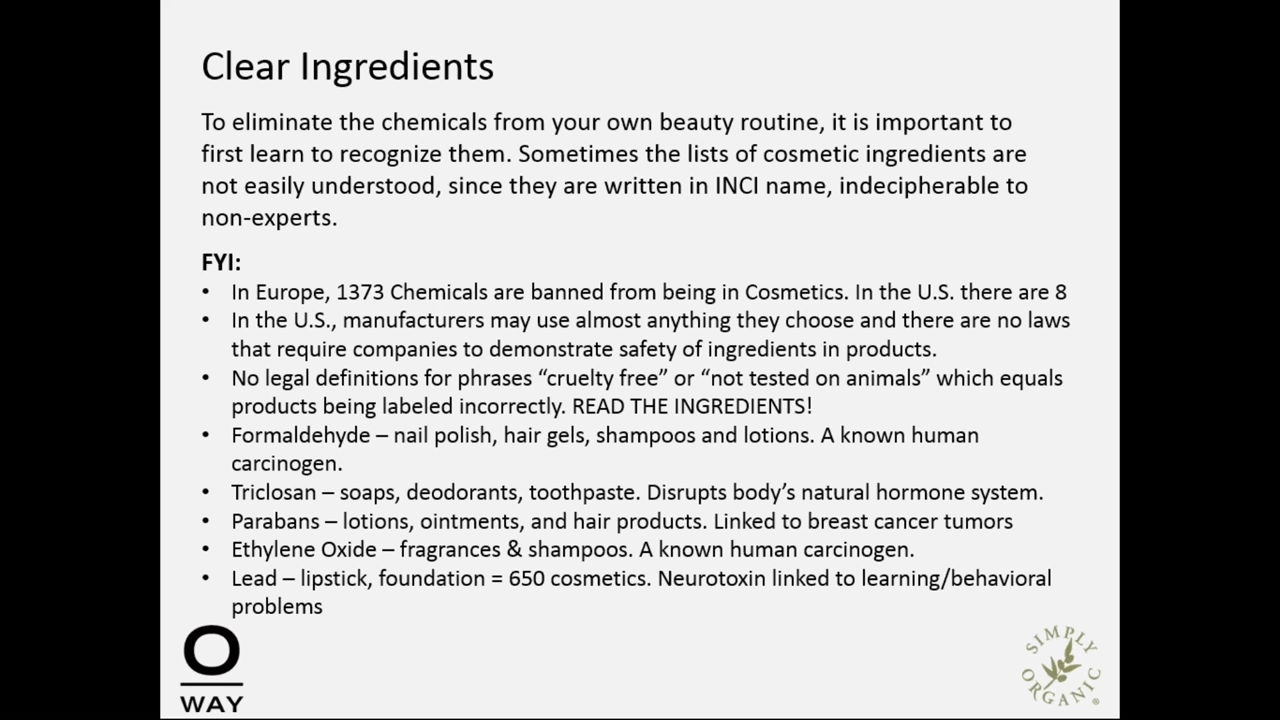 Clear Ingredients
To eliminate the chemicals from your own beauty routine, it is important to
first learn to recognize them. Sometimes the lists of cosmetic ingredients are
not easily understood, since they are written in INCI name, indecipherable to
non-experts.
FYI:
• In Europe, 1373 Chemicals are banned from being in Cosmetics. In the U.S. there are 8
• In the U.S., manufacturers may use almost anything they choose and there are no laws
that require companies to demonstrate safety of ingredients in products.
• No legal definitions for phrases “cruelty free” or “not tested on animals” which equals
products being labeled incorrectly. READ THE INGREDIENTS!
• Formaldehyde – nail polish, hair gels, shampoos and lotions. A known human
carcinogen.
• Triclosan – soaps, deodorants, toothpaste. Disrupts body’s natural hormone system.
• Parabans – lotions, ointments, and hair products. Linked to breast cancer tumors
• Ethylene Oxide – fragrances & shampoos. A known human carcinogen.
• Lead – lipstick, foundation = 650 cosmetics. Neurotoxin linked to learning/behavioral
problems
O
WAY
SIMPLY
ORGANIC®